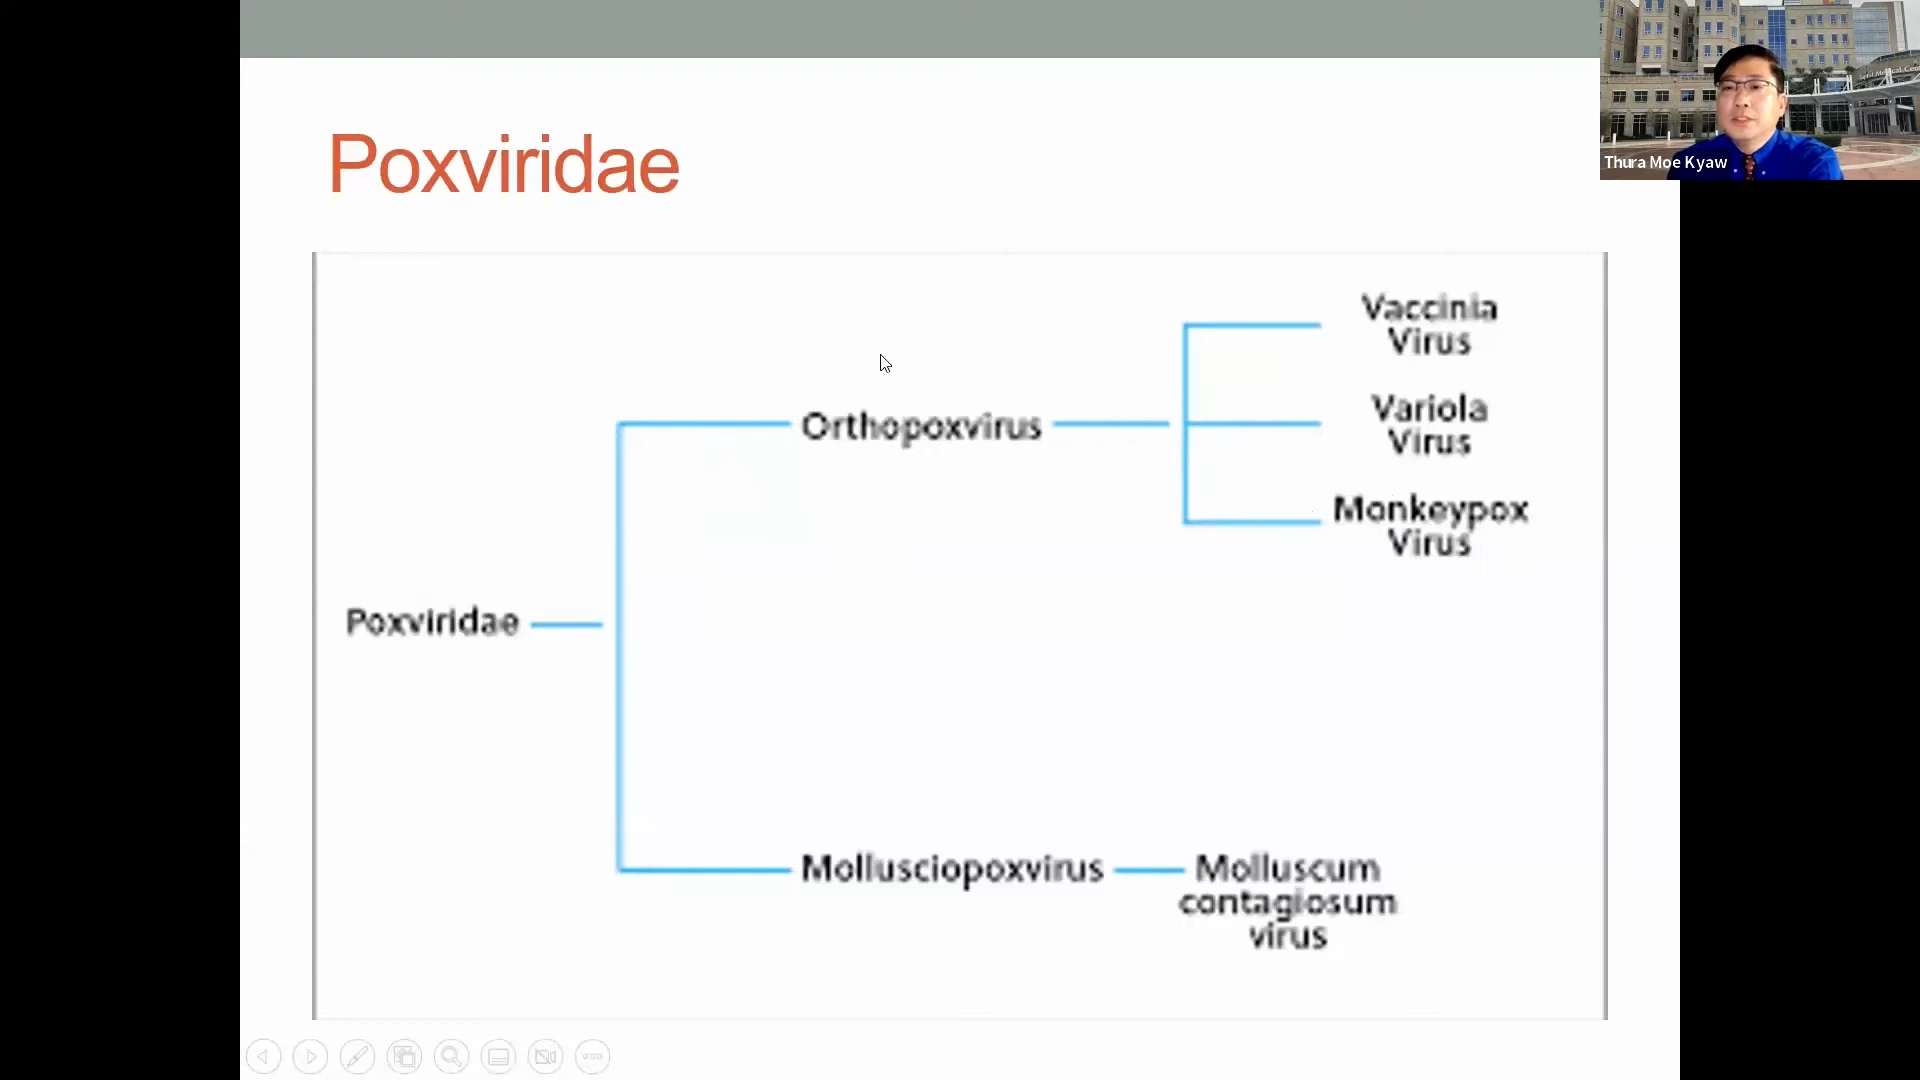 Poxviridae
Thura Moe Kyaw
Vaccinia
Virus
Variola
Virus
Orthopoxvirus
Monkeypox
Virus
Poxviridae
Mollusciopoxvirus
Molluscum
contagiosum
virus